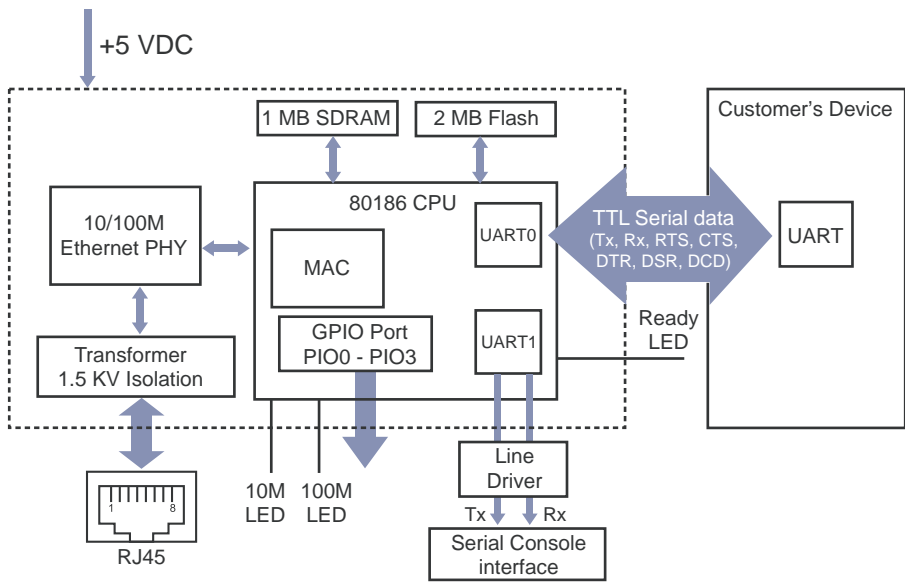 +5 VDC
1 MB SDRAM
2 MB Flash
Customer's Device
80186 CPU
10/100M
Ethernet PHY
MAC
UART0
TTL Serial data
(Tx, Rx, RTS, CTS,
DTR, DSR, DCD)
UART
GPIO Port
PIO0 - PIO3
UART1
Ready
LED
Transformer
1.5 KV Isolation
10M
LED
100M
LED
Line
Driver
Tx
Rx
1
8
RJ45
Serial Console
interface